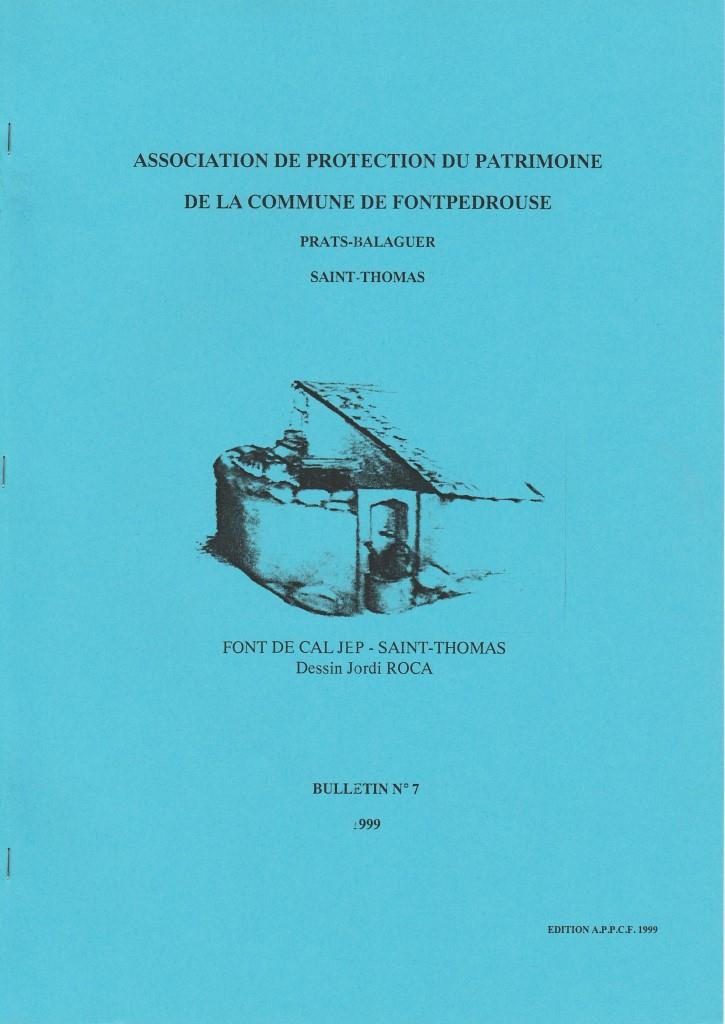 ASSOCIATION DE PROTECTION DU PATRIMOINE
DE LA COMMUNE DE FONTPEDROUSE
PRATS-BALAGUER
SAINT-THOMAS
FONT DE CAL JEP - SAINT-THOMAS
Dessin Jordi ROCA
BULLETIN N° 7
1999
EDITION A.P.P.C.F. 1999